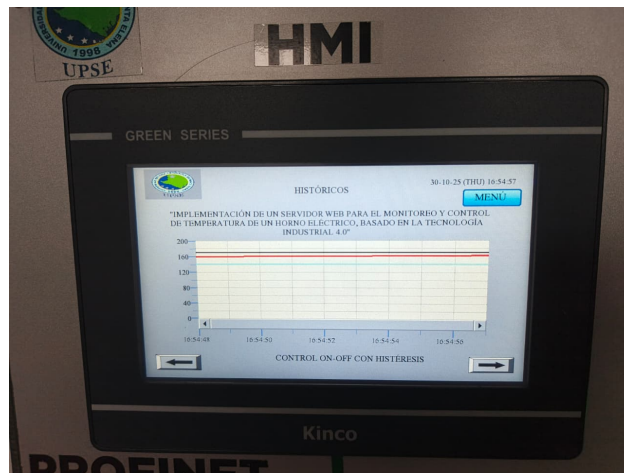 1998
UPSE
HMI
GREEN SERIES
HISTÓRICOS
30-10-25 (THU) 16:54:57
MENÚ
"IMPLEMENTACIÓN DE UN SERVIDOR WEB PARA EL MONITOREO Y CONTROL
DE TEMPERATURA DE UN HORNO ELÉCTRICO, BASADO EN LA TECNOLOGÍA
INDUSTRIAL 4.0"
200
160
120
80
40
0
16:54:48 16:54:50 16:54:52 16:54:54 16:54:56
CONTROL ON-OFF CON HISTÉRESIS
Kinco
PROFINET